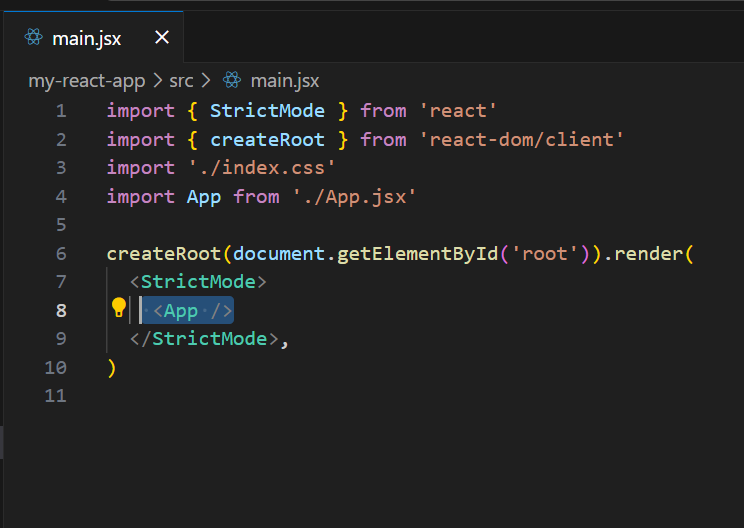 main.jsx
my-react-app > src > main.jsx
1 import { StrictMode } from 'react'
2 import { createRoot } from 'react-dom/client'
3 import './index.css'
4 import App from './App.jsx'
5
6 createRoot(document.getElementById('root')).render(
7   <StrictMode>
8     <App />
9   </StrictMode>,
10 )
11